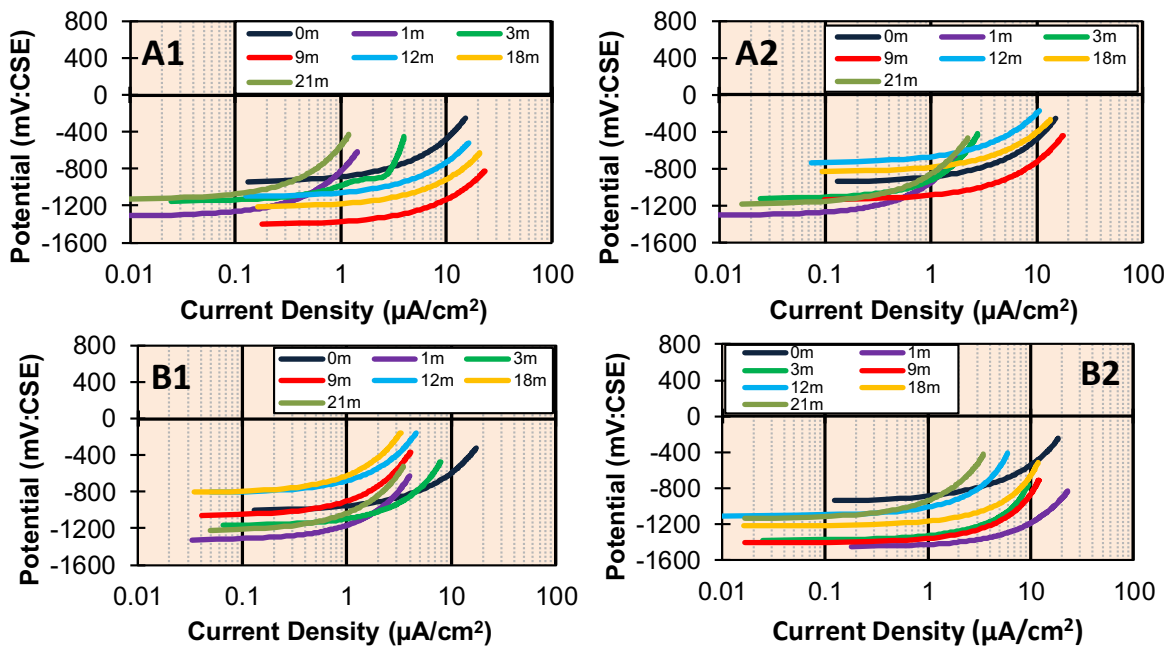 A1
0m 1m 3m
9m 12m 18m
21m
800
400
0
-400
-800
-1200
-1600
Potential (mV:CSE)
0.01 0.1 1 10 100
Current Density (µA/cm²)
A2
0m 1m 3m
9m 12m 18m
21m
800
400
0
-400
-800
-1200
-1600
Potential (mV:CSE)
0.01 0.1 1 10 100
Current Density (µA/cm²)
B1
0m 1m 3m
9m 12m 18m
21m
800
400
0
-400
-800
-1200
-1600
Potential (mV:CSE)
0.01 0.1 1 10 100
Current Density (µA/cm²)
B2
0m 1m
3m 9m
12m 18m
21m
800
400
0
-400
-800
-1200
-1600
Potential (mV:CSE)
0.01 0.1 1 10 100
Current Density (µA/cm²)